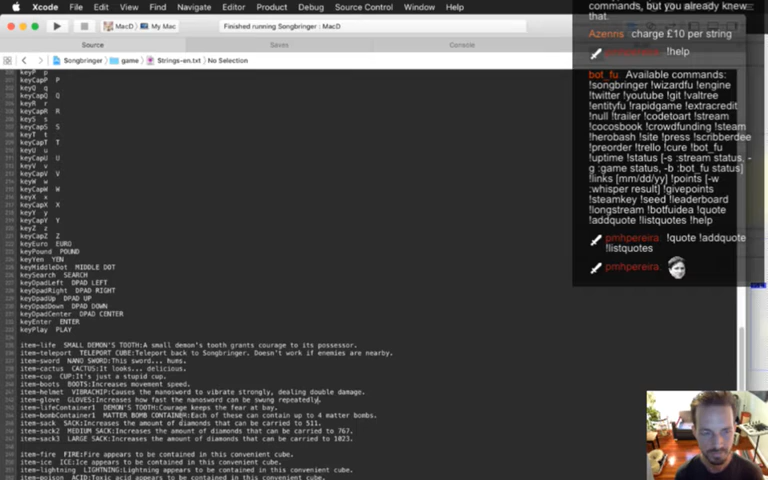 Xcode File Edit View Find Navigate Editor Product Debug Source Control Window
MacD My Mac
Finished running Songbringer : MacD
Source
Saves
Console
Songbringer game Strings-en.txt No Selection
keyP p
keyCapP P
keyQ q
keyCapQ Q
keyR r
keyCapR R
keyS s
keyCapS S
keyT t
keyCapT T
keyU u
keyCapU U
keyV v
keyCapV V
keyW w
keyCapW W
keyX x
keyCapX X
keyY y
keyCapY Y
keyZ z
keyCapZ Z
keyEuro EURO
keyPound POUND
keyYen YEN
keyMiddleDot MIDDLE DOT
keySearch SEARCH
keyDpadLeft DPAD LEFT
keyDpadRight DPAD RIGHT
keyDpadUp DPAD UP
keyDpadDown DPAD DOWN
keyDpadCenter DPAD CENTER
keyEnter ENTER
keyPlay PLAY
item-life SMALL DEMON'S TOOTH:A small demon's tooth grants courage to its possessor.
item-teleport TELEPORT CUBE:Teleport back to Songbringer. Doesn't work if enemies are nearby.
item-sword NANO SWORD:This sword... hums.
item-cactus CACTUS:It looks... delicious.
item-cup CUP:It's just a stupid cup.
item-boots BOOTS:Increases movement speed.
item-helmet VIBRACHIP:Causes the nanosword to vibrate strongly, dealing double damage.
item-glove GLOVES:Increases how fast the nanosword can be swung repeatedly.
item-lifeContainer1 DEMON'S TOOTH:Courage keeps the fear at bay.
item-bombContainer1 MATTER BOMB CONTAINER:Each of these can contain up to 4 matter bombs.
item-sack SACK:Increases the amount of diamonds that can be carried to 511.
item-sack2 MEDIUM SACK:Increases the amount of diamonds that can be carried to 767.
item-sack3 LARGE SACK:Increases the amount of diamonds that can be carried to 1023.
item-fire FIRE:Fire appears to be contained in this convenient cube.
item-ice ICE:Ice appears to be contained in this convenient cube.
item-lightning LIGHTNING:Lightning appears to be contained in this convenient cube.
item-poison ACID:Toxic acid appears to be contained in this convenient cube.
commands, but you already knew
that.
Azenns charge £10 per string
pmhpereira !help
bot_fu Available commands:
!songbringer !wizardfu !engine
!twitter !youtube !git !valtree
!entityfu !rapidgame !extracredit
!null !trailer !codetoart !stream
!cocosbook !crowdfunding !steam
!herobash !site !press !scribberdee
!preorder !trello !cure !bot_fu
!uptime !status [-s :stream status, -
g :game status, -b :bot_fu status]
!links [mm/dd/yy] !points [-w
:whisper result] !givepoints
!steamkey !seed !leaderboard
!longstream !botfuidea !quote
!addquote !listquotes !help
pmhpereira !quote !addquote
!listquotes
pmhpereira